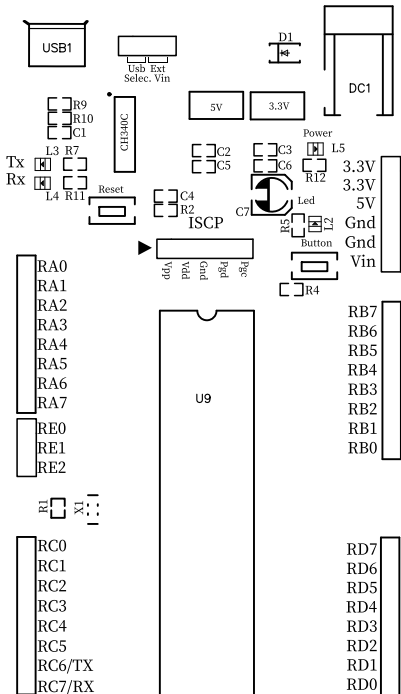 USB1
Usb Ext
Selec. Vin
D1
DC1
R9
R10
C1
CH340C
5V
3.3V
Power
L5
R12
L3 R7
Tx
Rx
L4 R11
Reset
C2
C5
C3
C6
C4
R2
C7
Led
R5
L2
ISCP
Vpp
Vdd
Gnd
Pgd
Pgc
Button
R4
3.3V
3.3V
5V
Gnd
Gnd
Vin
RA0
RA1
RA2
RA3
RA4
RA5
RA6
RA7
RE0
RE1
RE2
U9
RB7
RB6
RB5
RB4
RB3
RB2
RB1
RB0
R1
X1
RC0
RC1
RC2
RC3
RC4
RC5
RC6/TX
RC7/RX
RD7
RD6
RD5
RD4
RD3
RD2
RD1
RD0